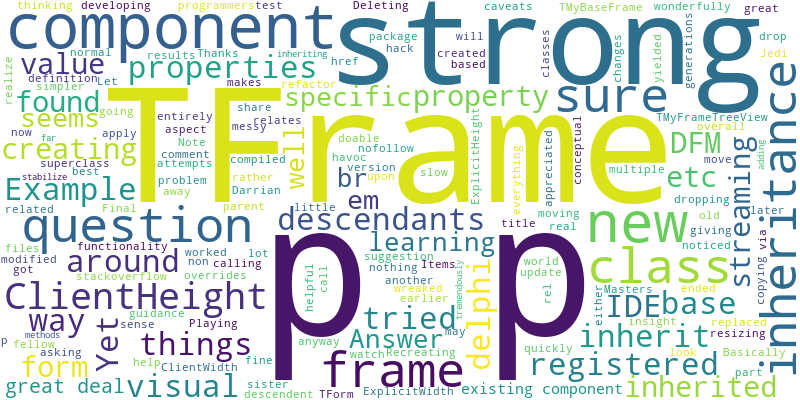 thinking
developing
programmers
test
Deleting
caveats
TMyBaseFrame
wonderfully
component
strong
existing component
great
realize
files
Let
definition
simpler
Thanks
normal
results
href
package
hack
will
created
based
classes
changes
yielded
generations
drop
Jedi
value
properties
found
specific
property
sure
seems
creating
TFrame
well
inheritance
makes
refactor
share
relates
messy
compiled
going
entirely
aspect
apply
comment
version
now
superclass
Note
problem
attempts
far
best
away
rather
Darrian
parent
doable
havoc
nofollow
slow
ExplicitHeight
multiple
everything
upon
appreciated
conceptual
TMyFrameTreeView
overall
move
dropping
DFM
etc
Example
br
em
question
descendants
new
streaming
related
Final
little
moving
real
old
giving
noticed
later
via
adding
copying
around
learning
class
ClientHeight
functionality
stackoverflow
modified
worked
non
got
overrides
calling
lot
title
suggestion
nothing
another
Items
wreaked
earlier
tremendously
world
update
rel
either
Masters
ended
insight
replaced
resizing
way
Yet
things
tried
delphi
IDE
base
inherit
guidance
Playing
sense
helpful
call
may
Answer
p
p
p
methods
stabilize
asking
help
ClientWidth
fine
anyway
watch
Recreating
quickly
fellow
Basically
look
part
form
frame
registered
inherited
great deal
visual
sister
descendent
TForm
ExplicitWidth
inheriting